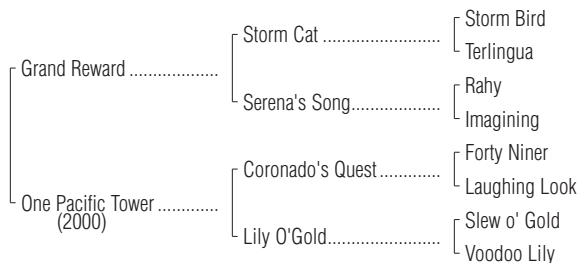 Storm Bird
Storm Cat ........................
Terlingua
Grand Reward ..................
Rahy
Serena's Song..................
Imagining
Forty Niner
Coronado's Quest.............
Laughing Look
One Pacific Tower ............
(2000)
Slew o' Gold
Lily O'Gold.......................
Voodoo Lily